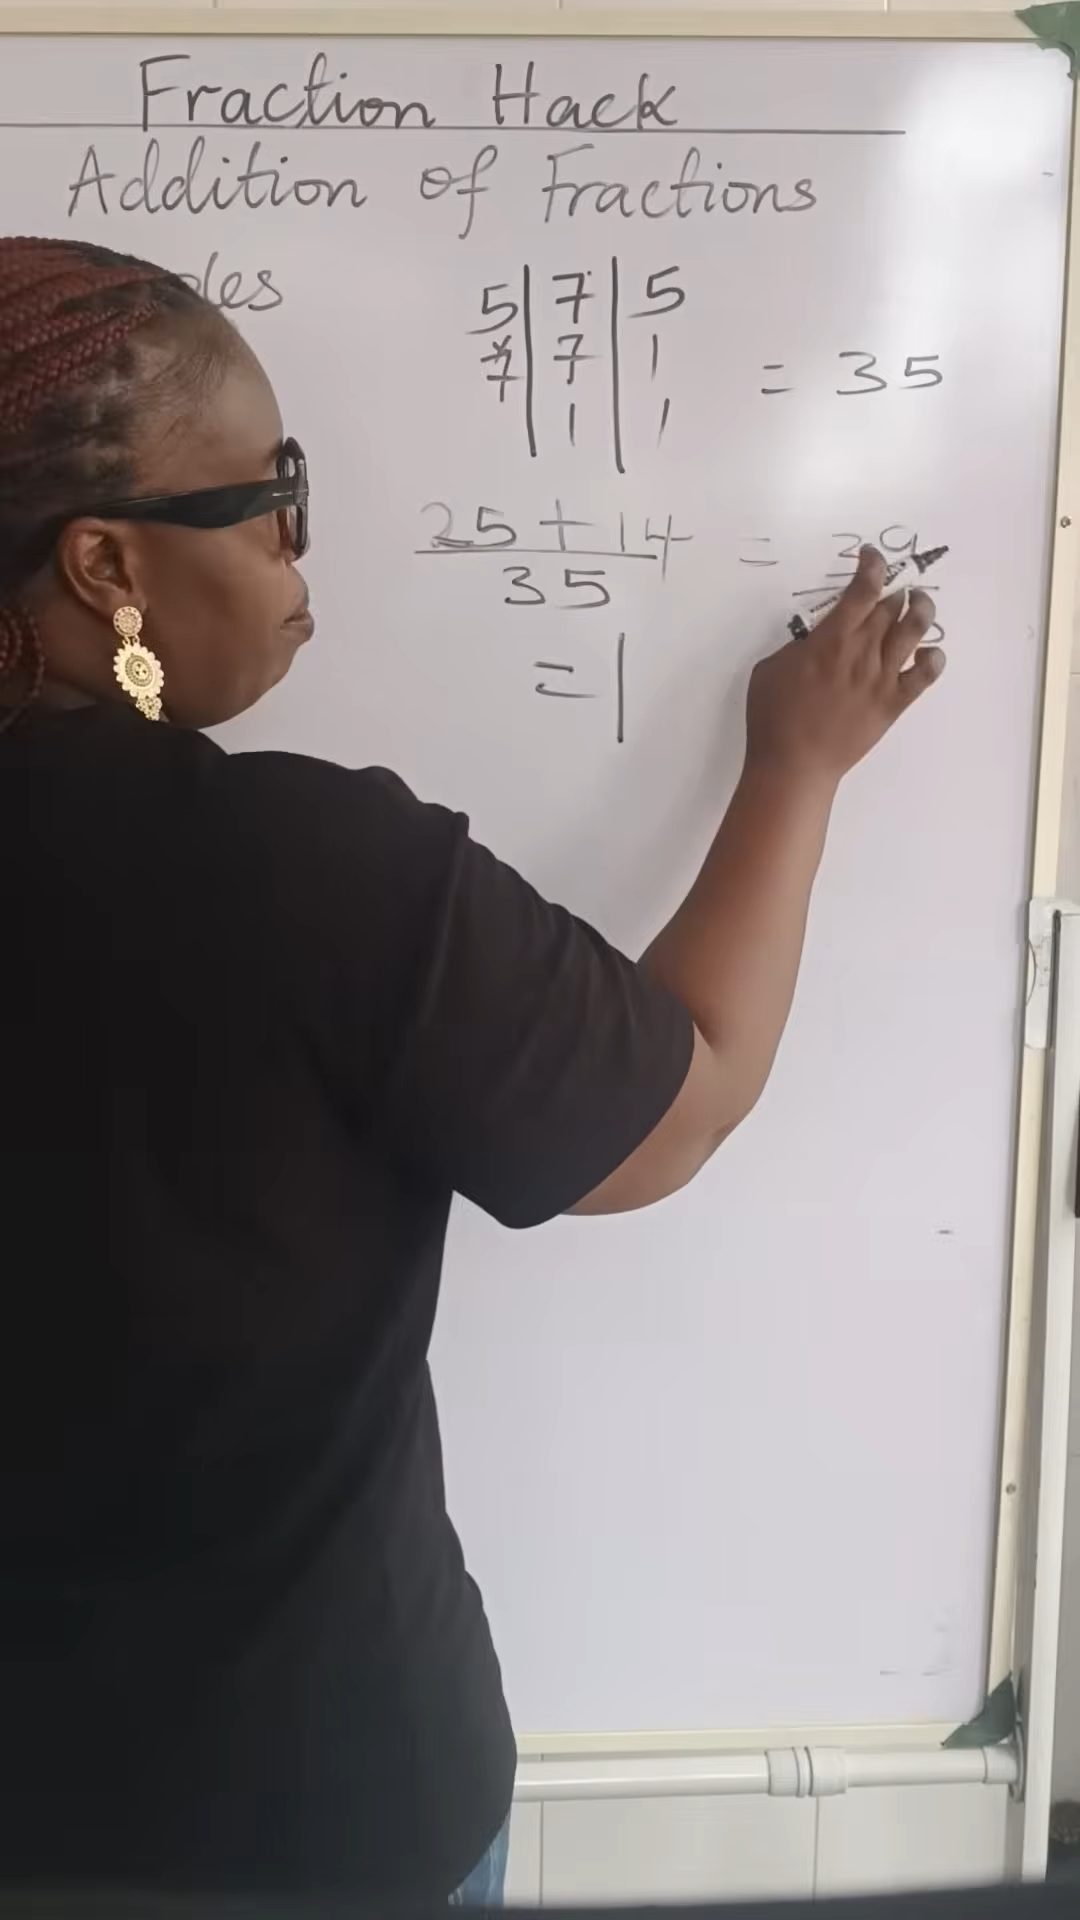 Fraction Hack
Addition of Fractions
5 | 7 | 5
7 | 7 | 1 = 35
1 | 1
25 + 14 =
35
= 1